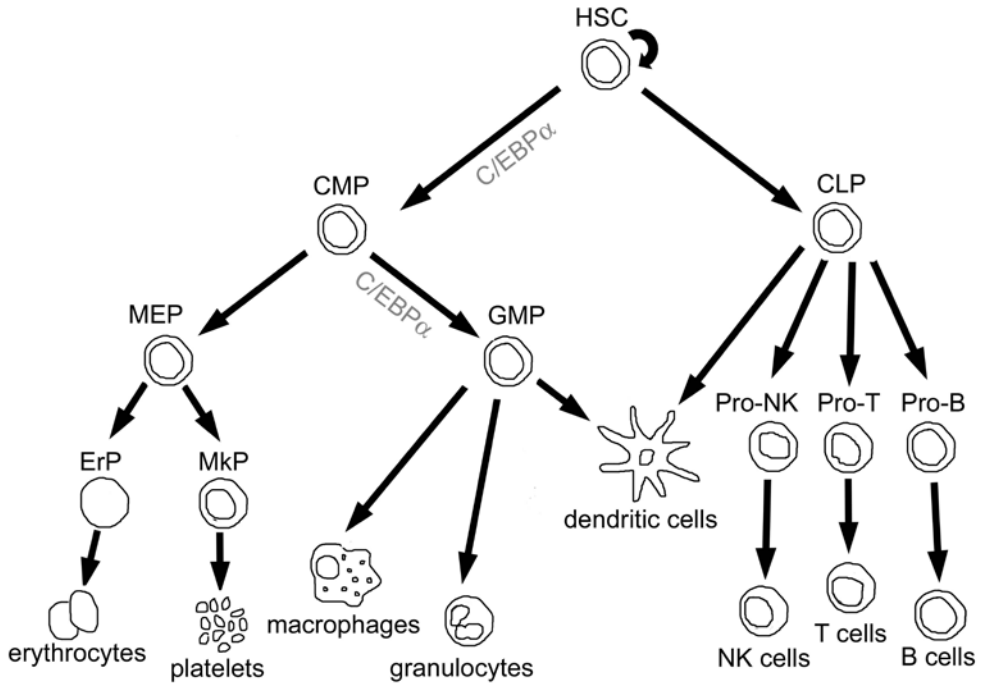 HSC
C/EBPα
CMP
CLP
C/EBPα
MEP
GMP
Pro-NK Pro-T Pro-B
ErP
MkP
dendritic cells
macrophages
T cells
erythrocytes
platelets
granulocytes
NK cells
B cells